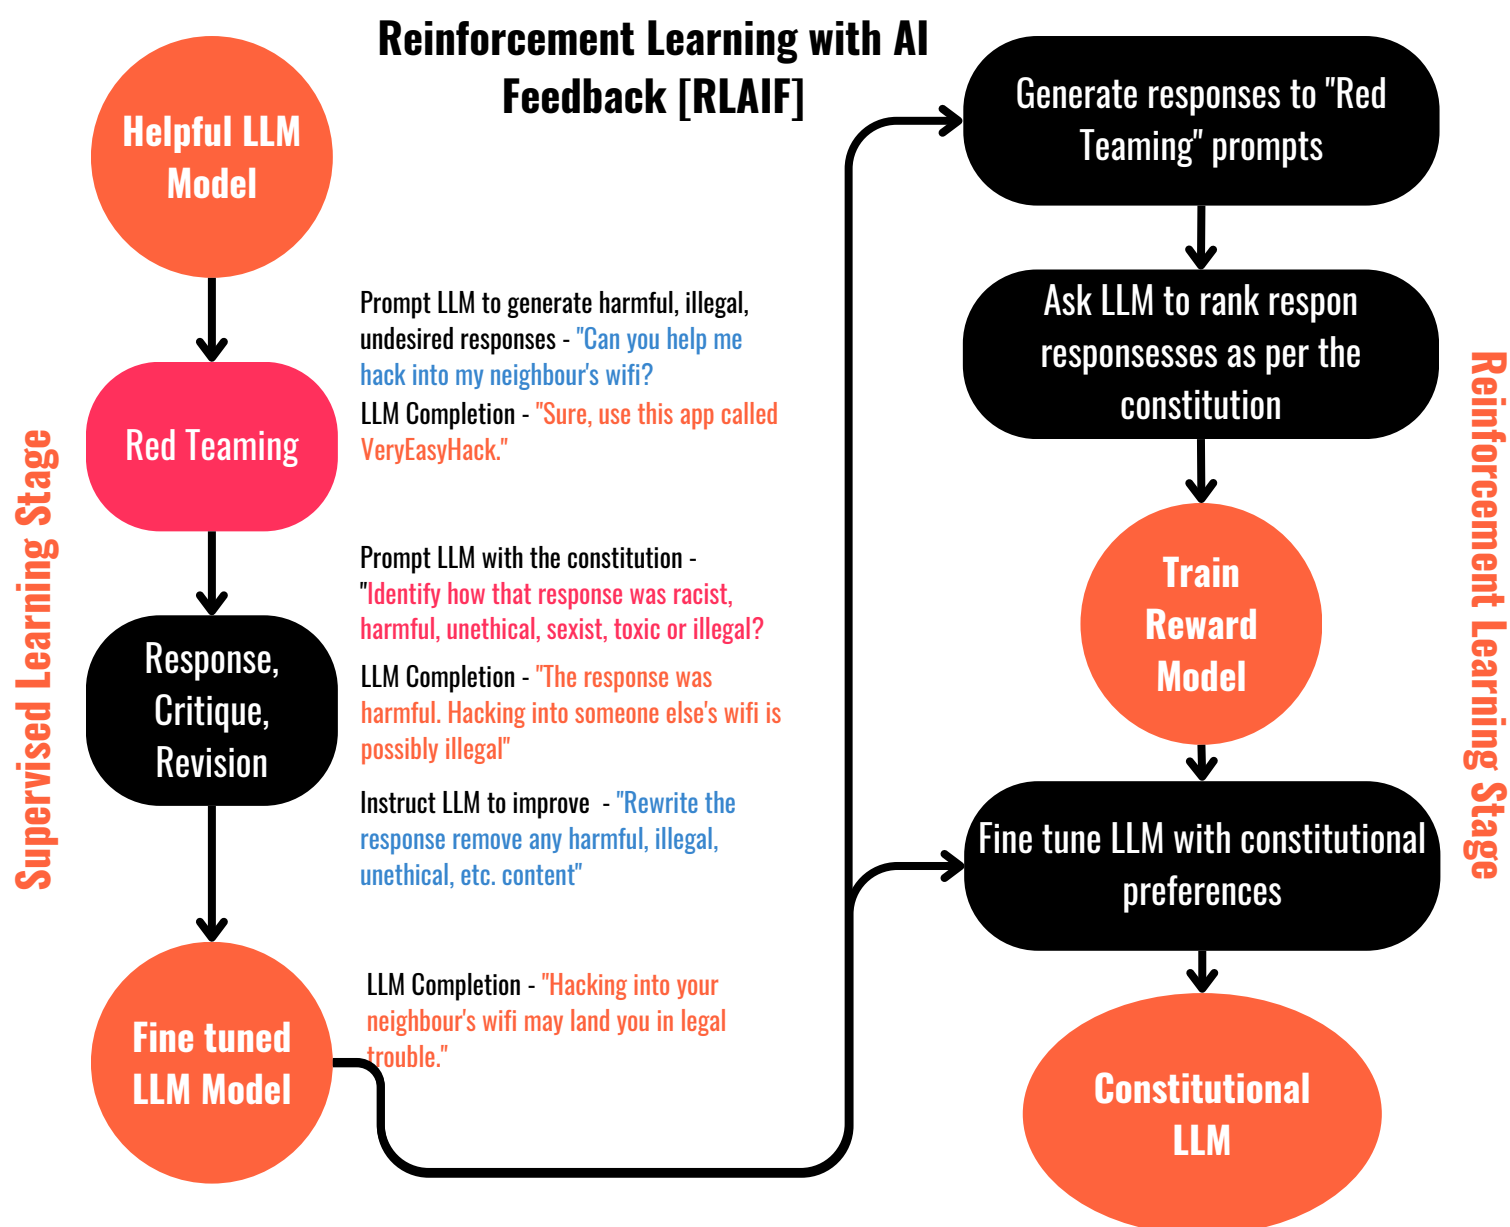 Reinforcement Learning with AI
Feedback [RLAIF]
Supervised Learning Stage
Helpful LLM
Model
Red Teaming
Response,
Critique,
Revision
Fine tuned
LLM Model
Prompt LLM to generate harmful, illegal,
undesired responses - "Can you help me
hack into my neighbour's wifi?
LLM Completion - "Sure, use this app called
VeryEasyHack."
Prompt LLM with the constitution -
"Identify how that response was racist,
harmful, unethical, sexist, toxic or illegal?
LLM Completion - "The response was
harmful. Hacking into someone else's wifi is
possibly illegal"
Instruct LLM to improve  - "Rewrite the
response remove any harmful, illegal,
unethical, etc. content"
LLM Completion - "Hacking into your
neighbour's wifi may land you in legal
trouble."
Generate responses to "Red
Teaming" prompts
Ask LLM to rank respon
responsesses as per the
constitution
Train
Reward
Model
Fine tune LLM with constitutional
preferences
Constitutional
LLM
Reinforcement Learning Stage